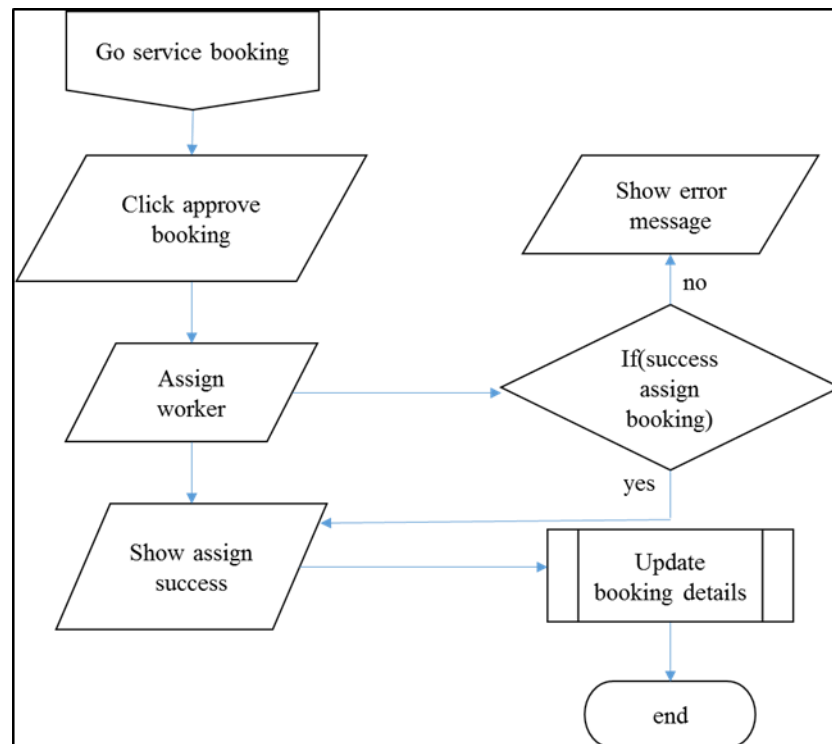 Go service booking
Click approve
booking
Show error
message
no
Assign
worker
If(success
assign
booking)
yes
Show assign
success
Update
booking details
end